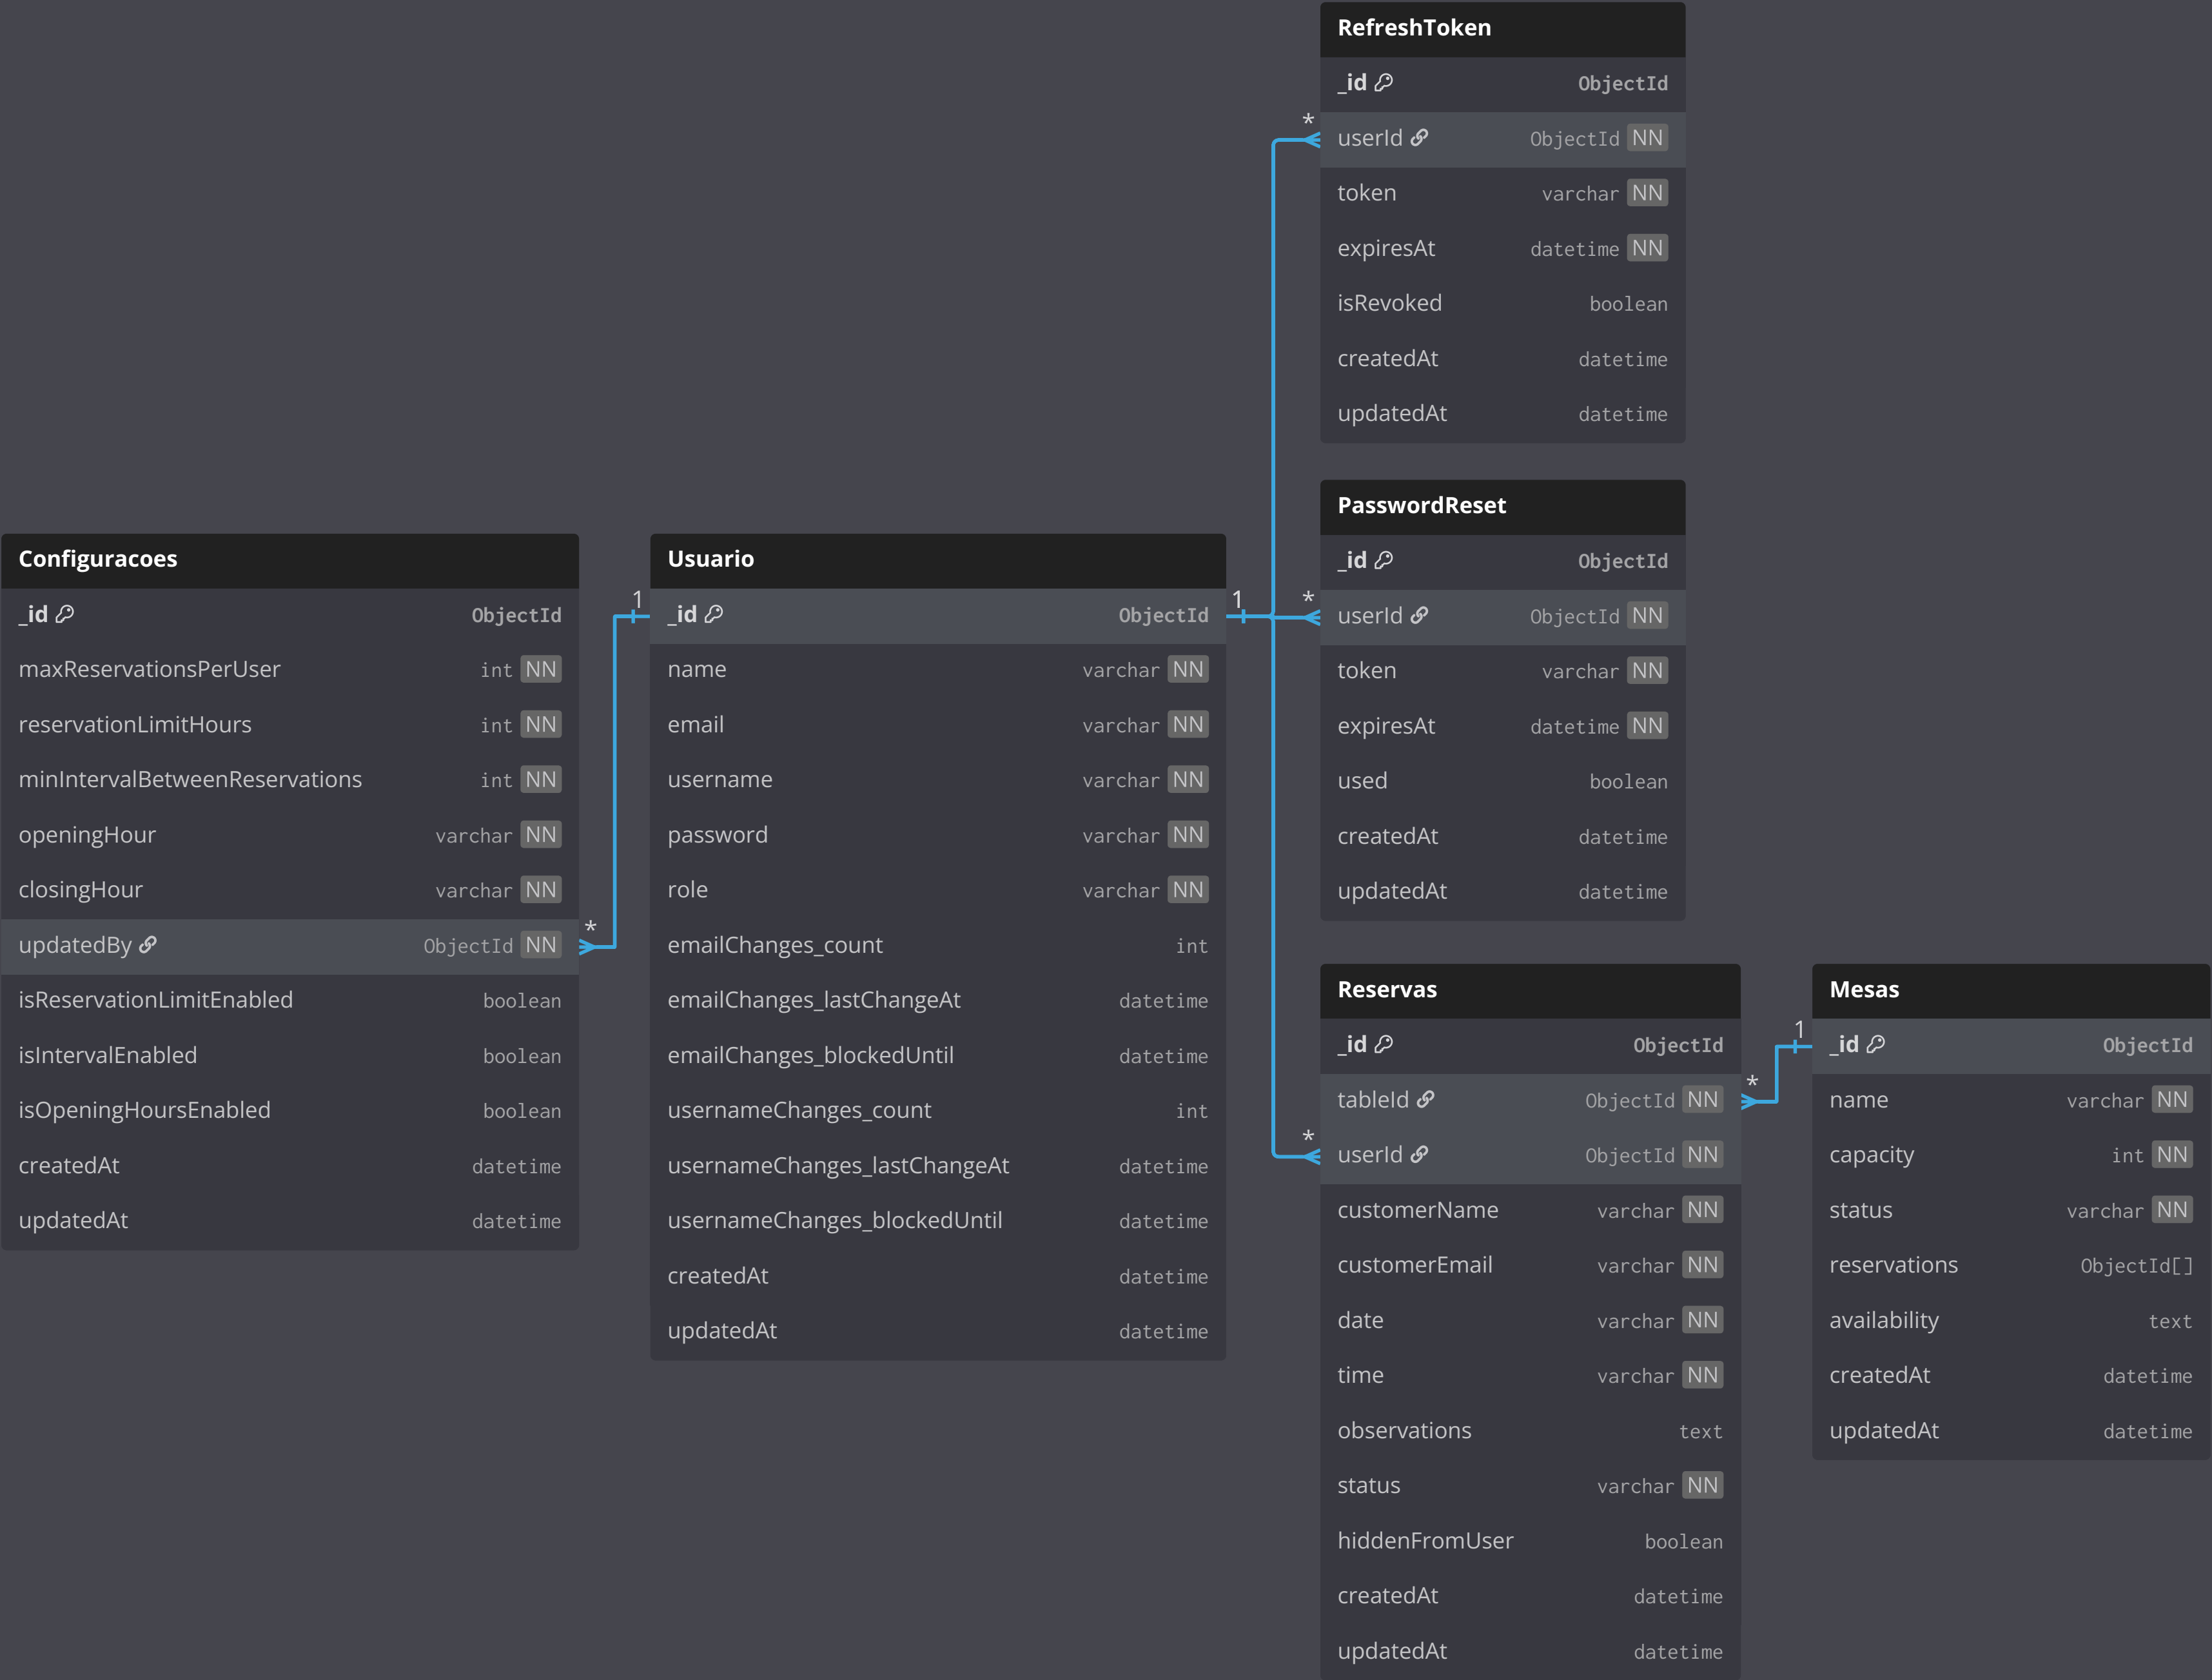 RefreshToken
_id ObjectId
userId ObjectId NN
token varchar NN
expiresAt datetime NN
isRevoked boolean
createdAt datetime
updatedAt datetime
PasswordReset
_id ObjectId
userId ObjectId NN
token varchar NN
expiresAt datetime NN
used boolean
createdAt datetime
updatedAt datetime
Configuracoes
_id ObjectId
maxReservationsPerUser int NN
reservationLimitHours int NN
minIntervalBetweenReservations int NN
openingHour varchar NN
closingHour varchar NN
updatedBy ObjectId NN
isReservationLimitEnabled boolean
isIntervalEnabled boolean
isOpeningHoursEnabled boolean
createdAt datetime
updatedAt datetime
Usuario
_id ObjectId
name varchar NN
email varchar NN
username varchar NN
password varchar NN
role varchar NN
emailChanges_count int
emailChanges_lastChangeAt datetime
emailChanges_blockedUntil datetime
usernameChanges_count int
usernameChanges_lastChangeAt datetime
usernameChanges_blockedUntil datetime
createdAt datetime
updatedAt datetime
Reservas
_id ObjectId
tableId ObjectId NN
userId ObjectId NN
customerName varchar NN
customerEmail varchar NN
date varchar NN
time varchar NN
observations text
status varchar NN
hiddenFromUser boolean
createdAt datetime
updatedAt datetime
Mesas
_id ObjectId
name varchar NN
capacity int NN
status varchar NN
reservations ObjectId[]
availability text
createdAt datetime
updatedAt datetime
*
1
1
*
*
*
1
*